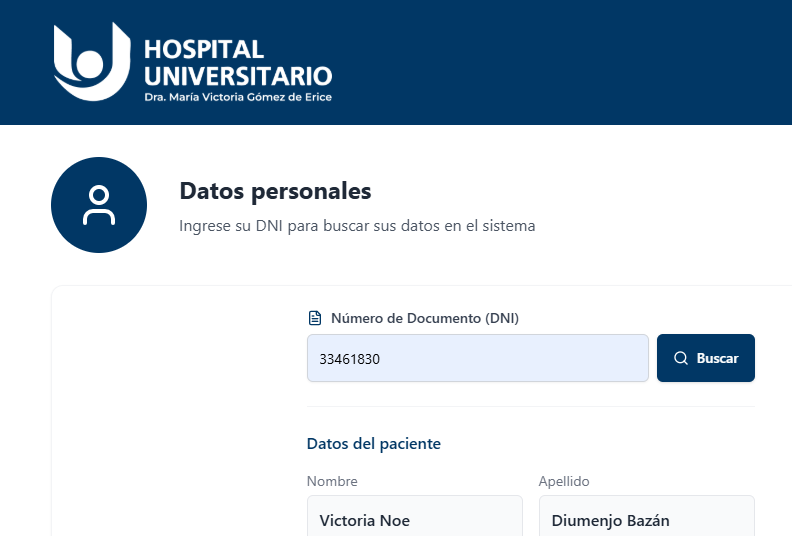 HOSPITAL
UNIVERSITARIO
Dra. María Victoria Gómez de Erice
Datos personales
Ingrese su DNI para buscar sus datos en el sistema
Número de Documento (DNI)
33461830 Buscar
Datos del paciente
Nombre Apellido
Victoria Noe Diumenjo Bazán